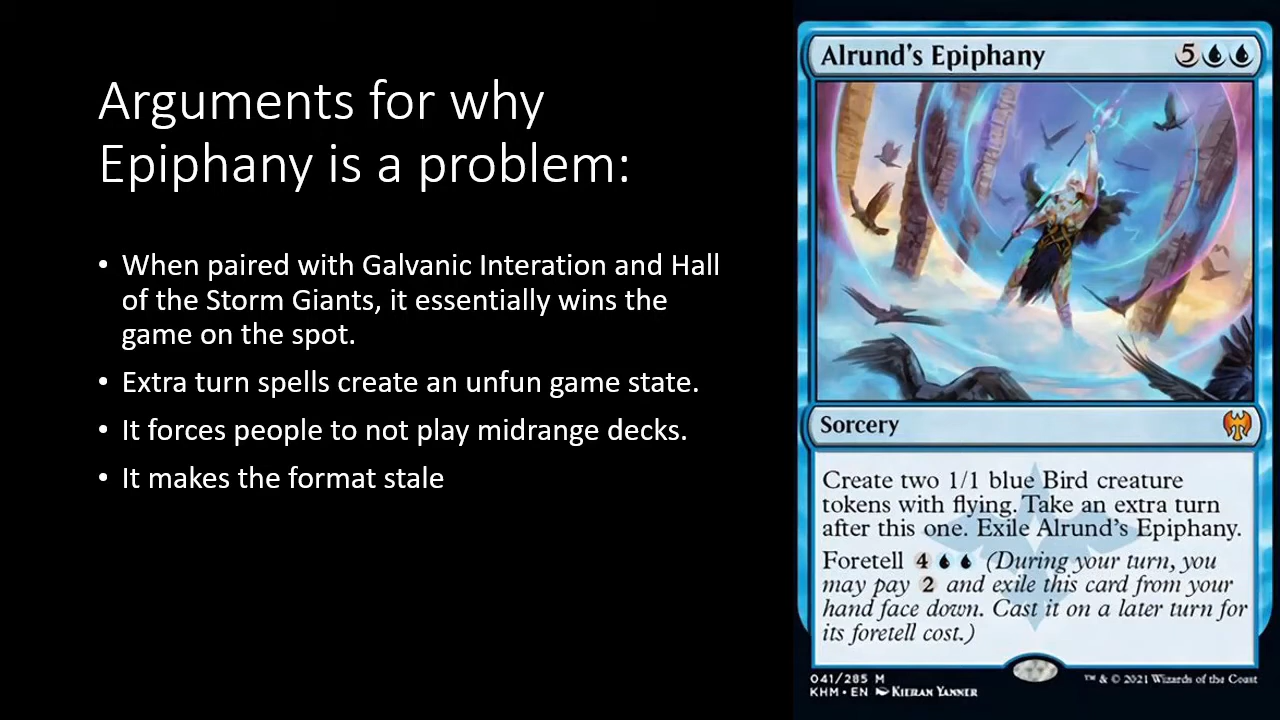 Arguments for why
Epiphany is a problem:
• When paired with Galvanic Interation and Hall
of the Storm Giants, it essentially wins the
game on the spot.
• Extra turn spells create an unfun game state.
• It forces people to not play midrange decks.
• It makes the format stale
Alrund's Epiphany 5
Sorcery
Create two 1/1 blue Bird creature
tokens with flying. Take an extra turn
after this one. Exile Alrund's Epiphany.
Foretell 4 (During your turn, you
may pay 2 and exile this card from your
hand face down. Cast it on a later turn for
its foretell cost.)
041/285 M
KHM • EN Kieran Yanner
™ & © 2021 Wizards of the Coast